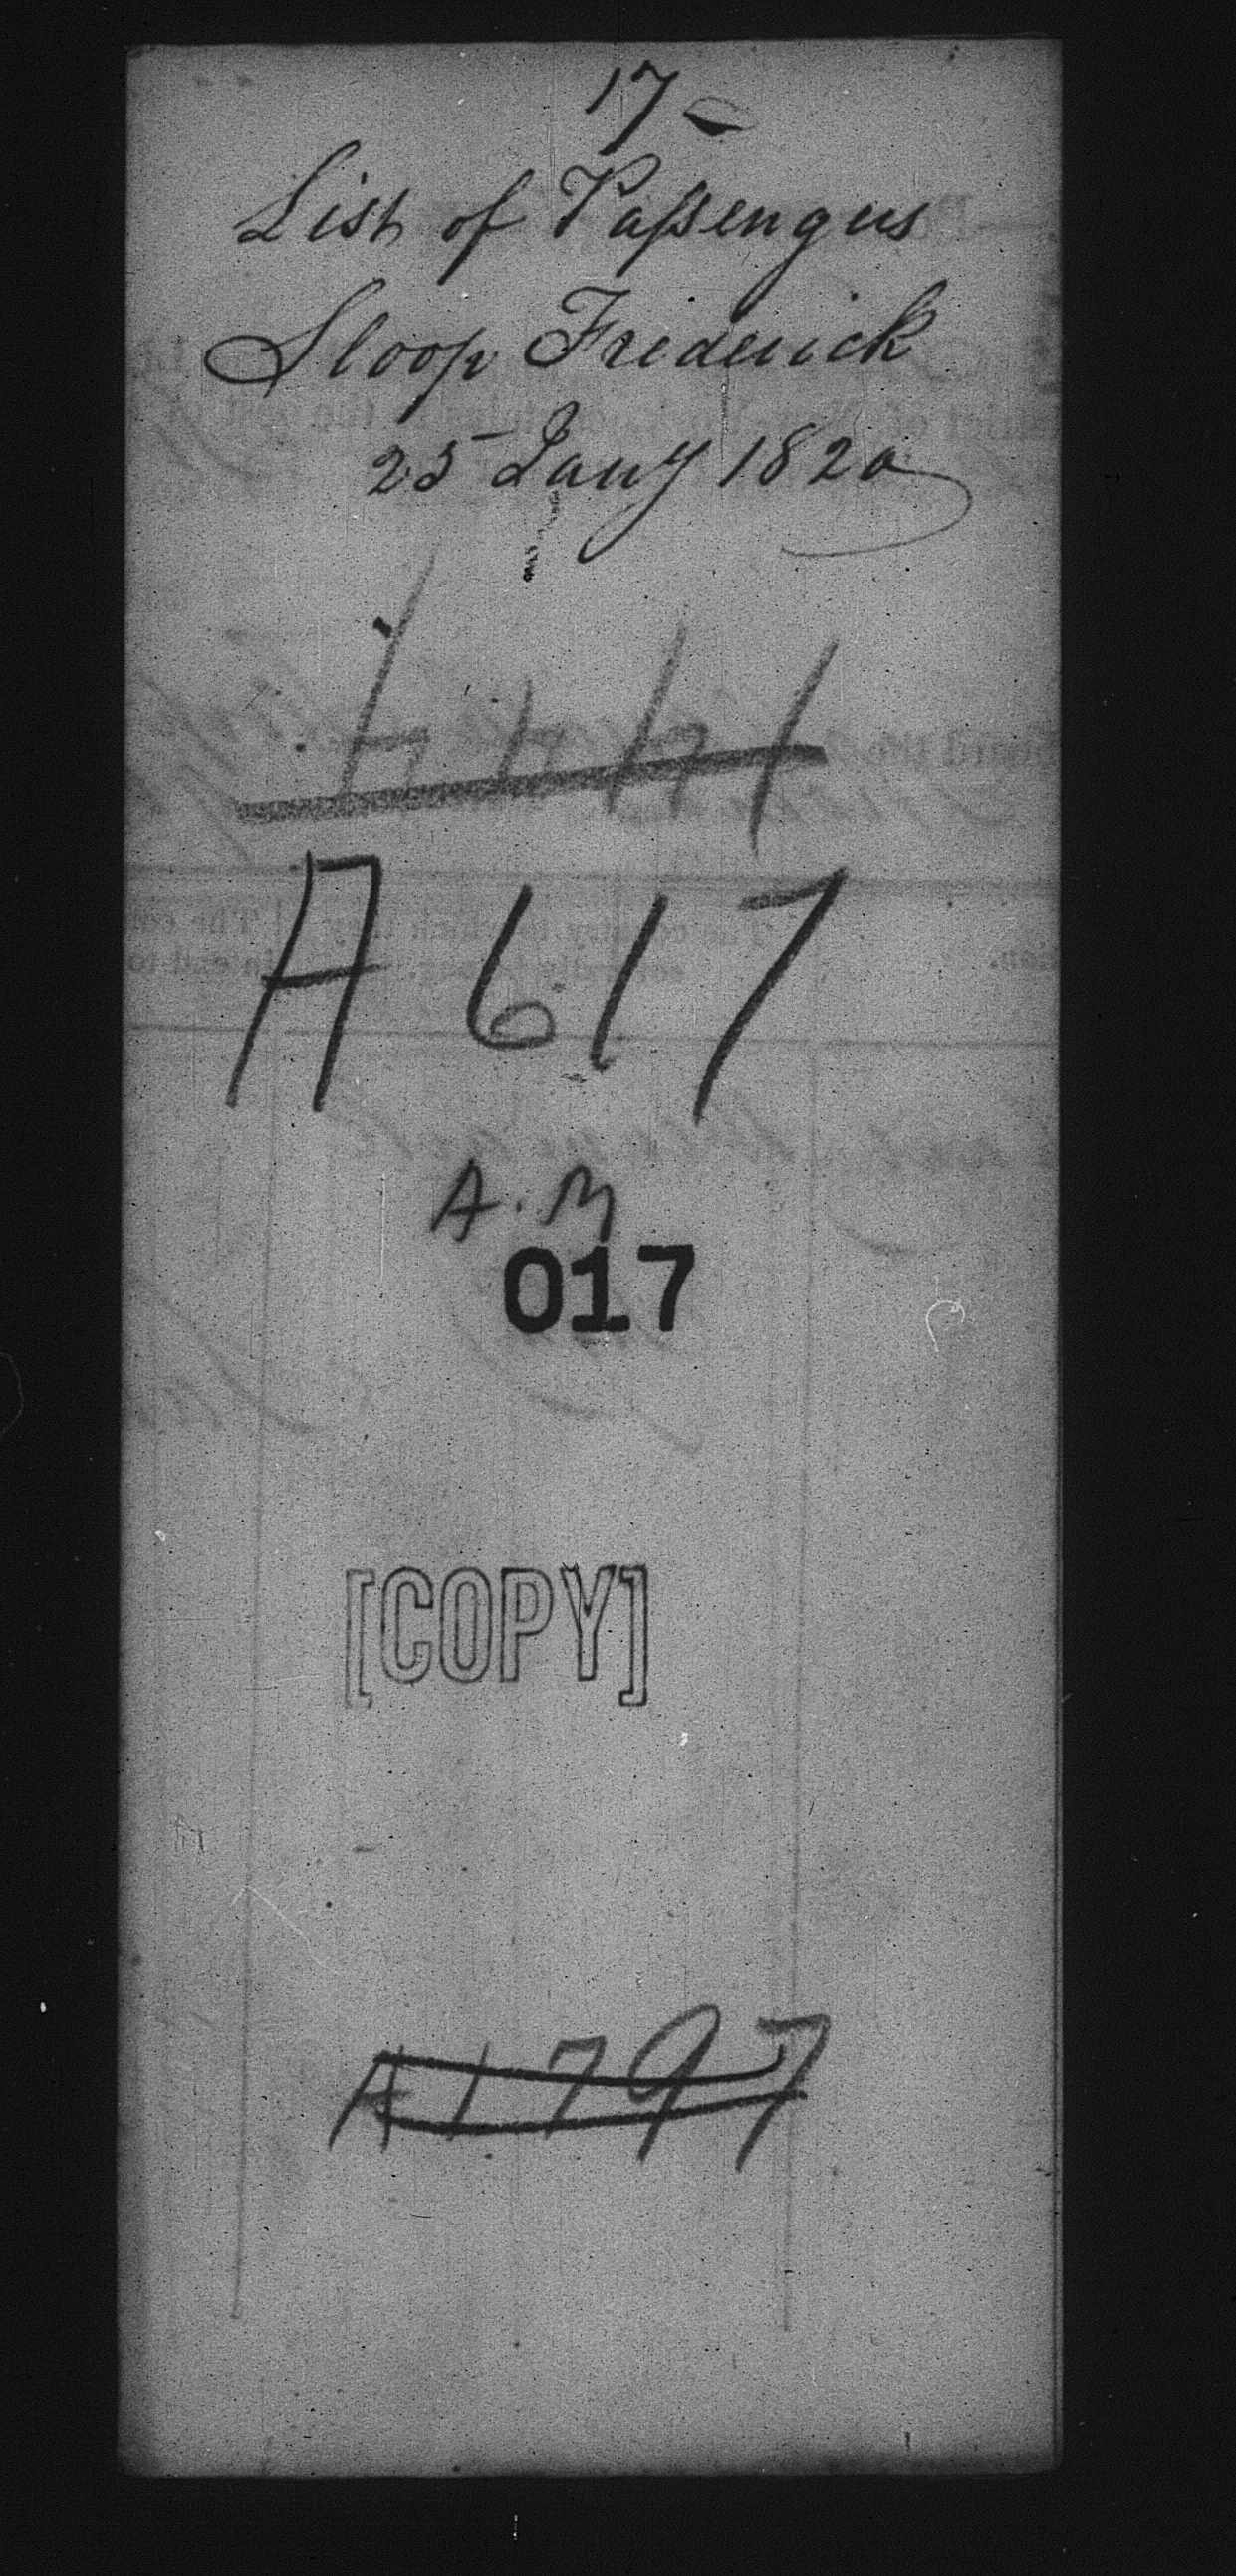 17
List of Passengers
Sloop Frederick
25 Jany 1820
A 617
A. M
017
[COPY]
A 1797